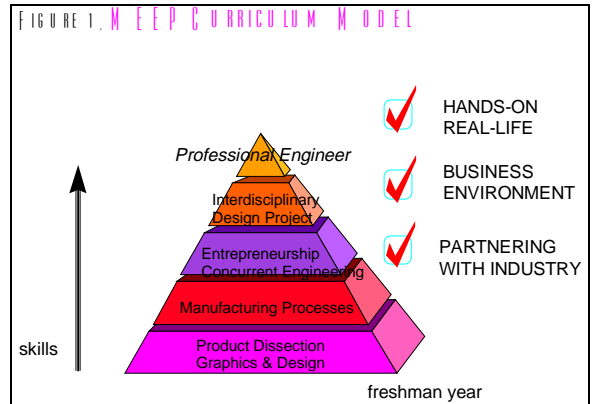 FIGURE 1. MEEP CURRICULUM MODEL
HANDS-ON
REAL-LIFE
BUSINESS
ENVIRONMENT
PARTNERING
WITH INDUSTRY
Professional Engineer
Interdisciplinary
Design Project
Entrepreneurship
Concurrent Engineering
Manufacturing Processes
Product Dissection
Graphics & Design
skills
freshman year